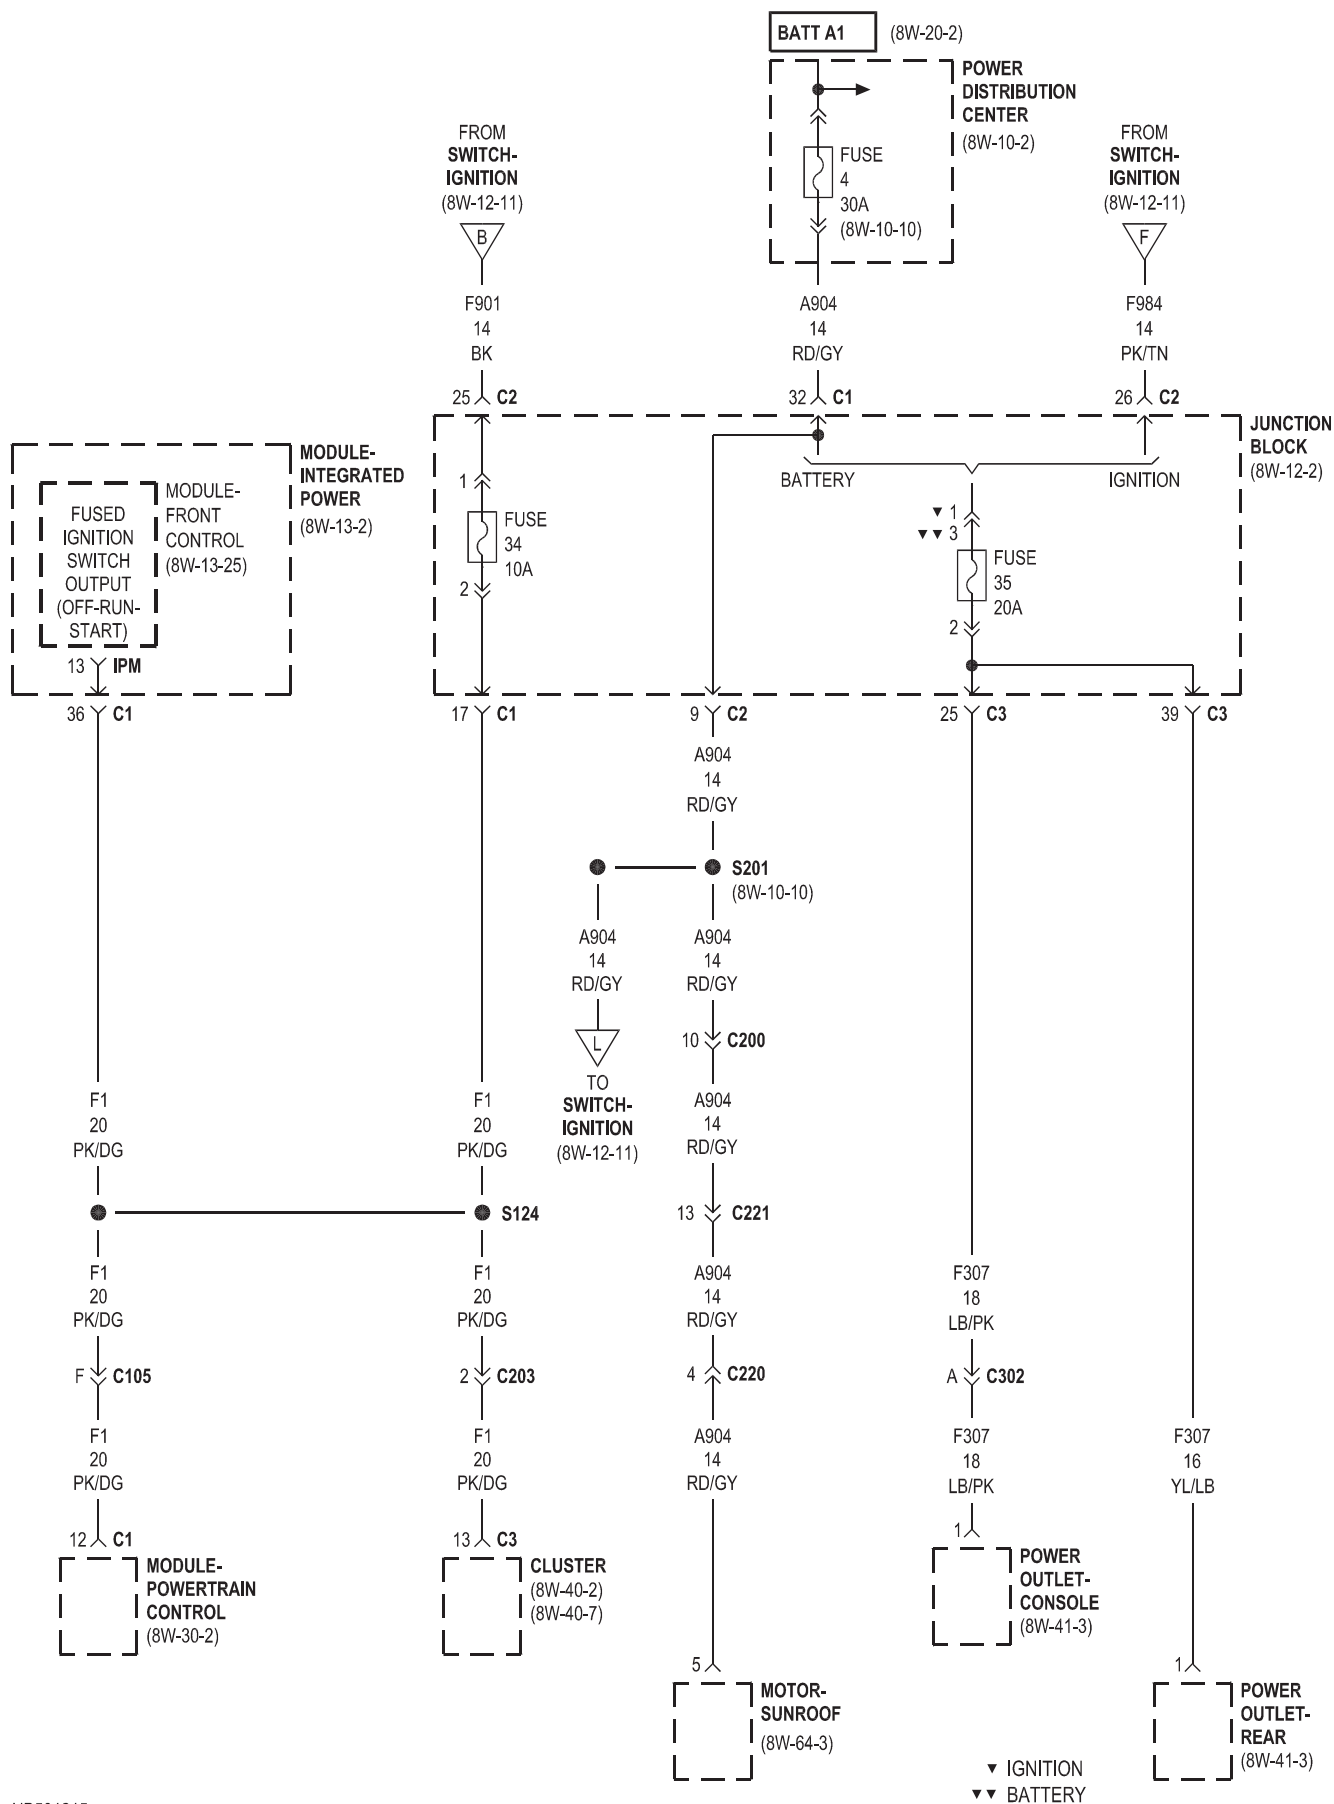 BATT A1
(8W-20-2)
POWER
DISTRIBUTION
CENTER
(8W-10-2)
FUSE
4
30A
(8W-10-10)
FROM
SWITCH-
IGNITION
(8W-12-11)
B
FROM
SWITCH-
IGNITION
(8W-12-11)
F
F901
14
BK
A904
14
RD/GY
F984
14
PK/TN
25 C2
32 C1
26 C2
JUNCTION
BLOCK
(8W-12-2)
MODULE-
INTEGRATED
POWER
(8W-13-2)
MODULE-
FRONT
CONTROL
(8W-13-25)
FUSED
IGNITION
SWITCH
OUTPUT
(OFF-RUN-
START)
13 IPM
1
FUSE
34
10A
2
BATTERY
IGNITION
▼ 1
▼▼ 3
FUSE
35
20A
2
36 C1
17 C1
9 C2
25 C3
39 C3
A904
14
RD/GY
S201
(8W-10-10)
A904
14
RD/GY
A904
14
RD/GY
L
TO
SWITCH-
IGNITION
(8W-12-11)
10 C200
F1
20
PK/DG
F1
20
PK/DG
A904
14
RD/GY
S124
13 C221
F1
20
PK/DG
F1
20
PK/DG
A904
14
RD/GY
F307
18
LB/PK
F C105
2 C203
4 C220
A C302
F1
20
PK/DG
F1
20
PK/DG
A904
14
RD/GY
F307
18
LB/PK
F307
16
YL/LB
12 C1
13 C3
1
MODULE-
POWERTRAIN
CONTROL
(8W-30-2)
CLUSTER
(8W-40-2)
(8W-40-7)
POWER
OUTLET-
CONSOLE
(8W-41-3)
5
1
MOTOR-
SUNROOF
(8W-64-3)
POWER
OUTLET-
REAR
(8W-41-3)
▼ IGNITION
▼▼ BATTERY